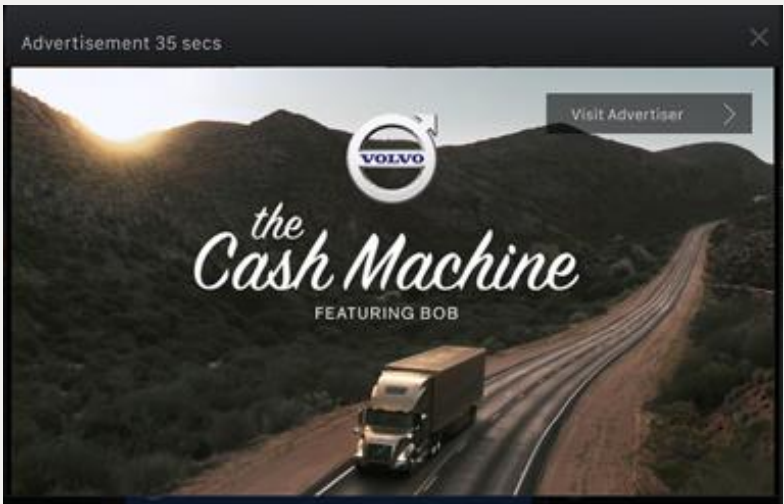 Advertisement 35 secs
Visit Advertiser
VOLVO
the
Cash Machine
FEATURING BOB